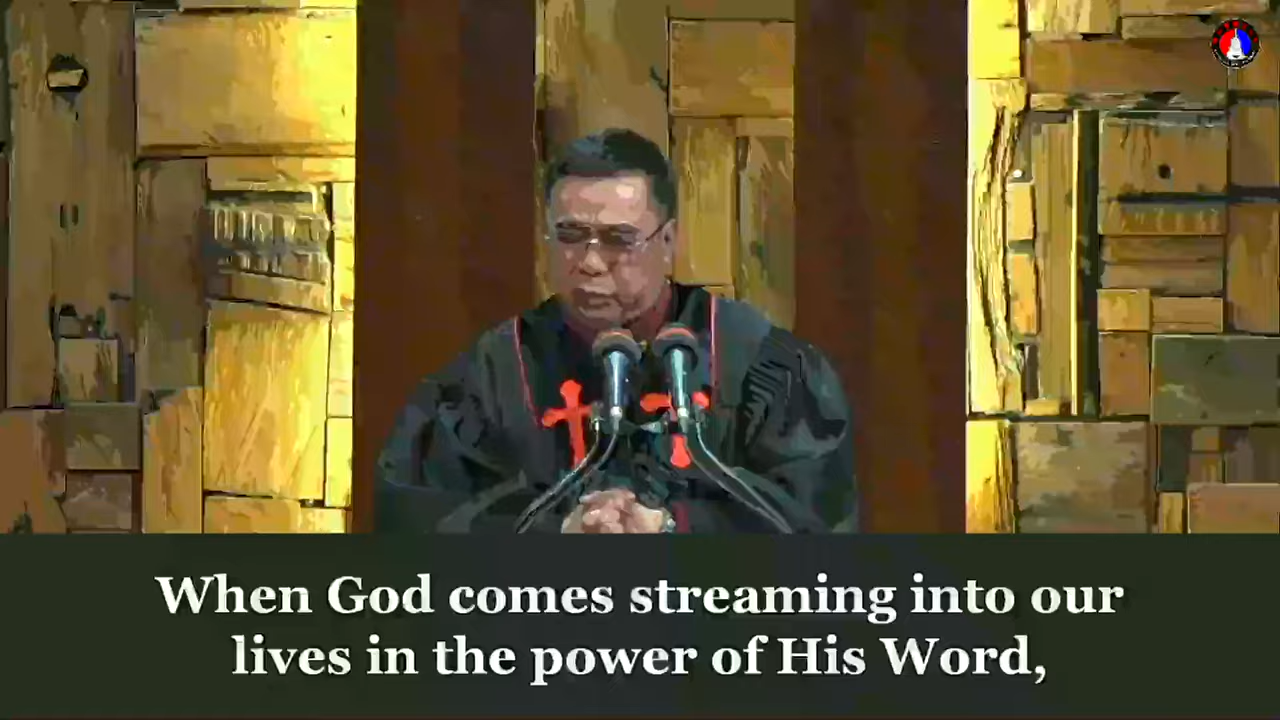 When God comes streaming into our
lives in the power of His Word,